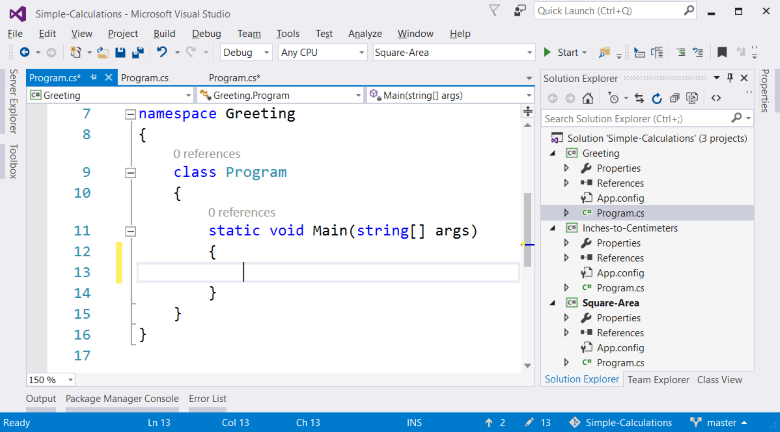 Simple-Calculations - Microsoft Visual Studio
Quick Launch (Ctrl+Q)
File Edit View Project Build Debug Team Tools Test Analyze Window Help
Debug Any CPU Square-Area Start
Server Explorer
Toolbox
Program.cs* Program.cs Program.cs*
Greeting Greeting.Program Main(string[] args)
7 namespace Greeting
8 {
0 references
9 class Program
10 {
0 references
11 static void Main(string[] args)
12 {
13
14 }
15 }
16 }
17
150 %
Solution Explorer
Search Solution Explorer (Ctrl+;)
Solution 'Simple-Calculations' (3 projects)
C# Greeting
Properties
References
App.config
C# Program.cs
C# Inches-to-Centimeters
Properties
References
App.config
C# Program.cs
C# Square-Area
Properties
References
App.config
C# Program.cs
Solution Explorer Team Explorer Class View
Properties
Output Package Manager Console Error List
Ready Ln 13 Col 13 Ch 13 INS 2 13 Simple-Calculations master